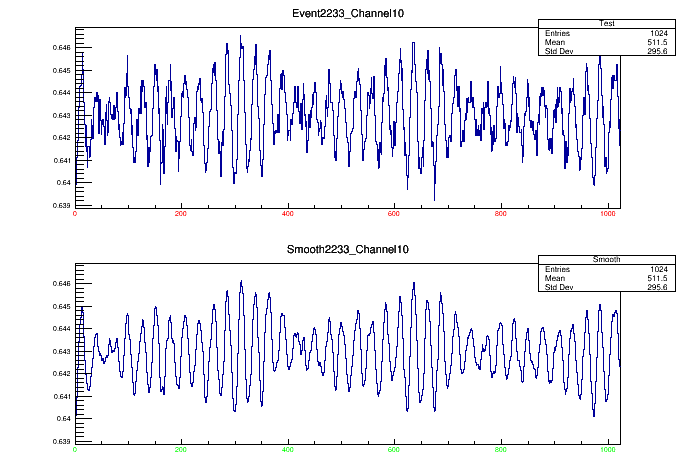 Event2233_Channel10
Test
Entries 1024
Mean 511.5
Std Dev 295.6
0.646
0.645
0.644
0.643
0.642
0.641
0.64
0.639
0 200 400 600 800 1000
Smooth2233_Channel10
Smooth
Entries 1024
Mean 511.5
Std Dev 295.6
0.646
0.645
0.644
0.643
0.642
0.641
0.64
0.639
0 200 400 600 800 1000